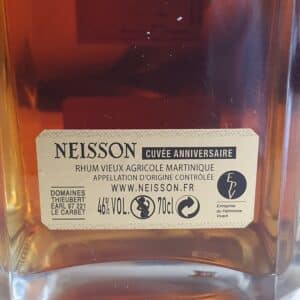 NEISSON CUVÉE ANNIVERSAIRE
RHUM VIEUX AGRICOLE MARTINIQUE
APPELLATION D'ORIGINE CONTRÔLÉE
WWW.NEISSON.FR
DOMAINES
THIEUBERT
EARL 97 221
LE CARBET
46% VOL.
70cl
Entreprise
du Patrimoine
Vivant